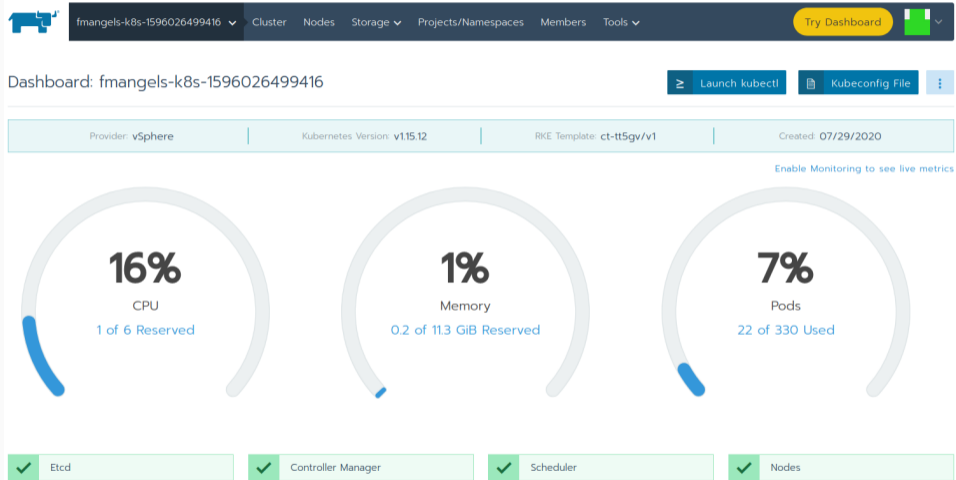 fmangels-k8s-1596026499416 Cluster Nodes Storage Projects/Namespaces Members Tools Try Dashboard
Dashboard: fmangels-k8s-1596026499416 Launch kubectl Kubeconfig File
Provider: vSphere Kubernetes Version: v1.15.12 RKE Template: ct-tt5gv/v1 Created: 07/29/2020
Enable Monitoring to see live metrics
16%
CPU
1 of 6 Reserved
1%
Memory
0.2 of 11.3 GiB Reserved
7%
Pods
22 of 330 Used
Etcd Controller Manager Scheduler Nodes